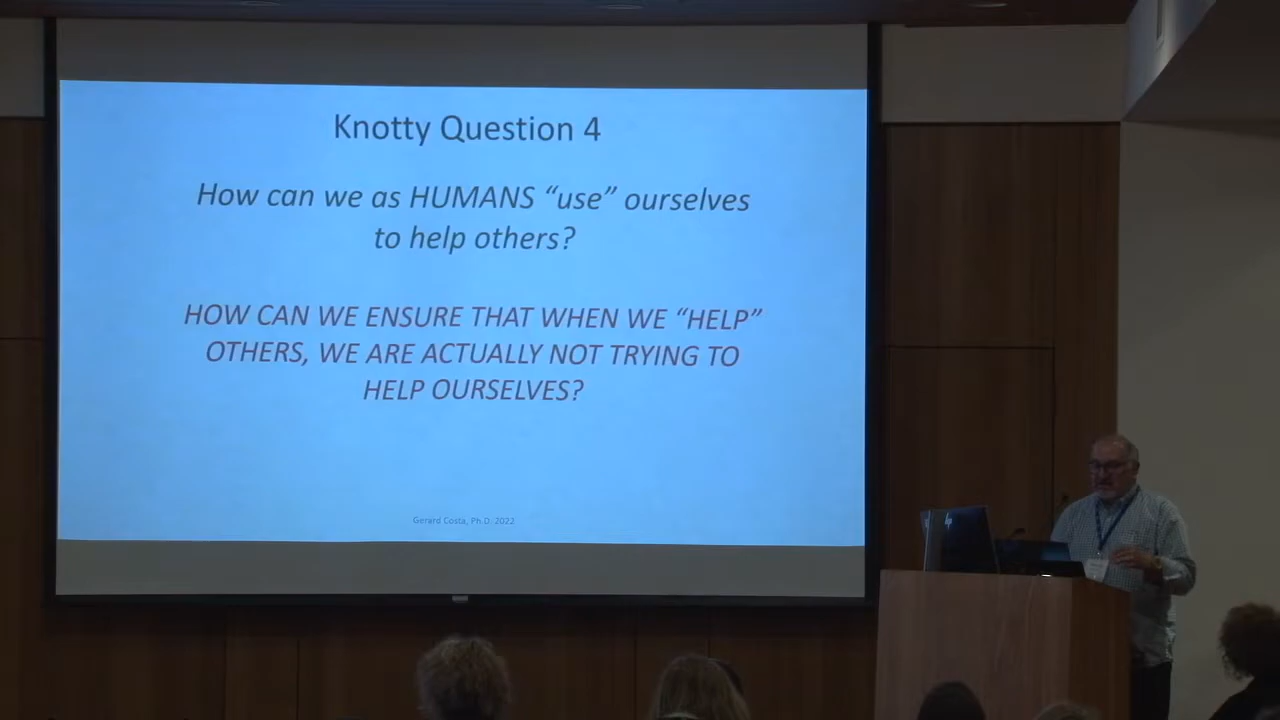 Knotty Question 4
How can we as HUMANS “use” ourselves
to help others?
HOW CAN WE ENSURE THAT WHEN WE “HELP”
OTHERS, WE ARE ACTUALLY NOT TRYING TO
HELP OURSELVES?
Gerard Costa, Ph.D. 2022
hp